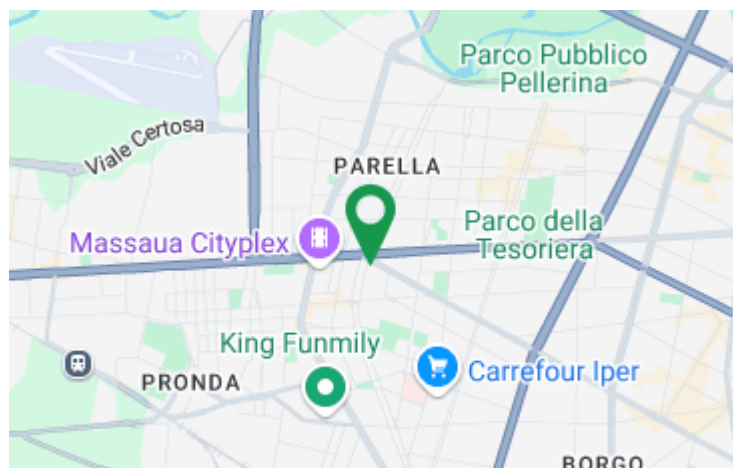 Parco Pubblico
Pellerina
Viale Certosa
PARELLA
Parco della
Tesoriera
Massaua Cityplex
King Funmily
Carrefour Iper
PRONDA
BORGO